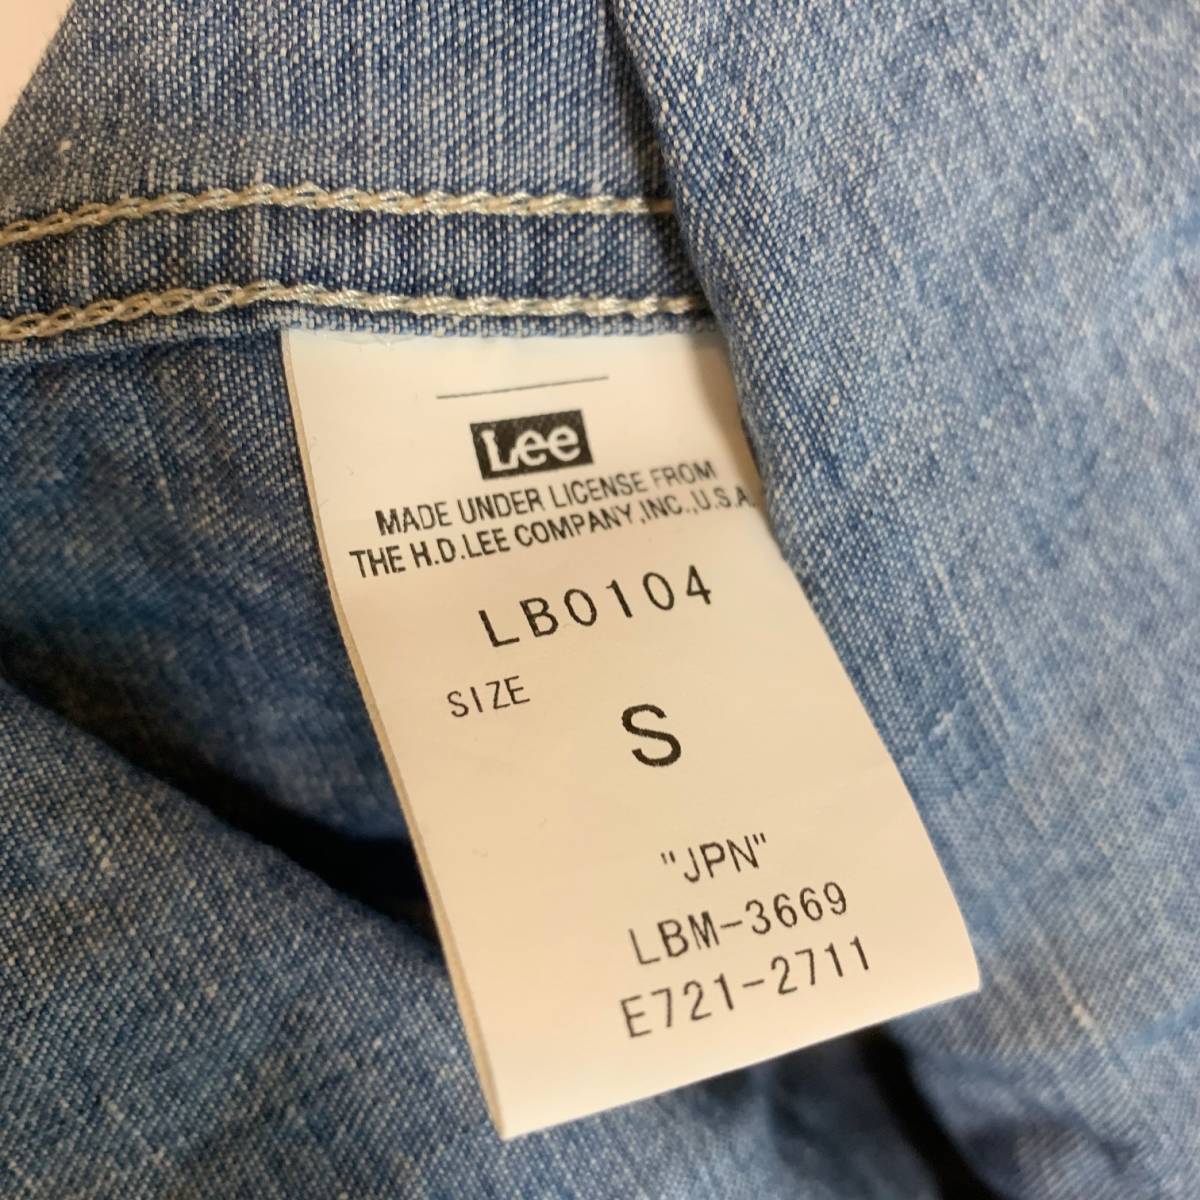 Lee
MADE UNDER LICENSE FROM
THE H.D.LEE COMPANY,INC.,U.S.A
LB0104
SIZE
S
"JPN"
LBM-3669
E721-2711